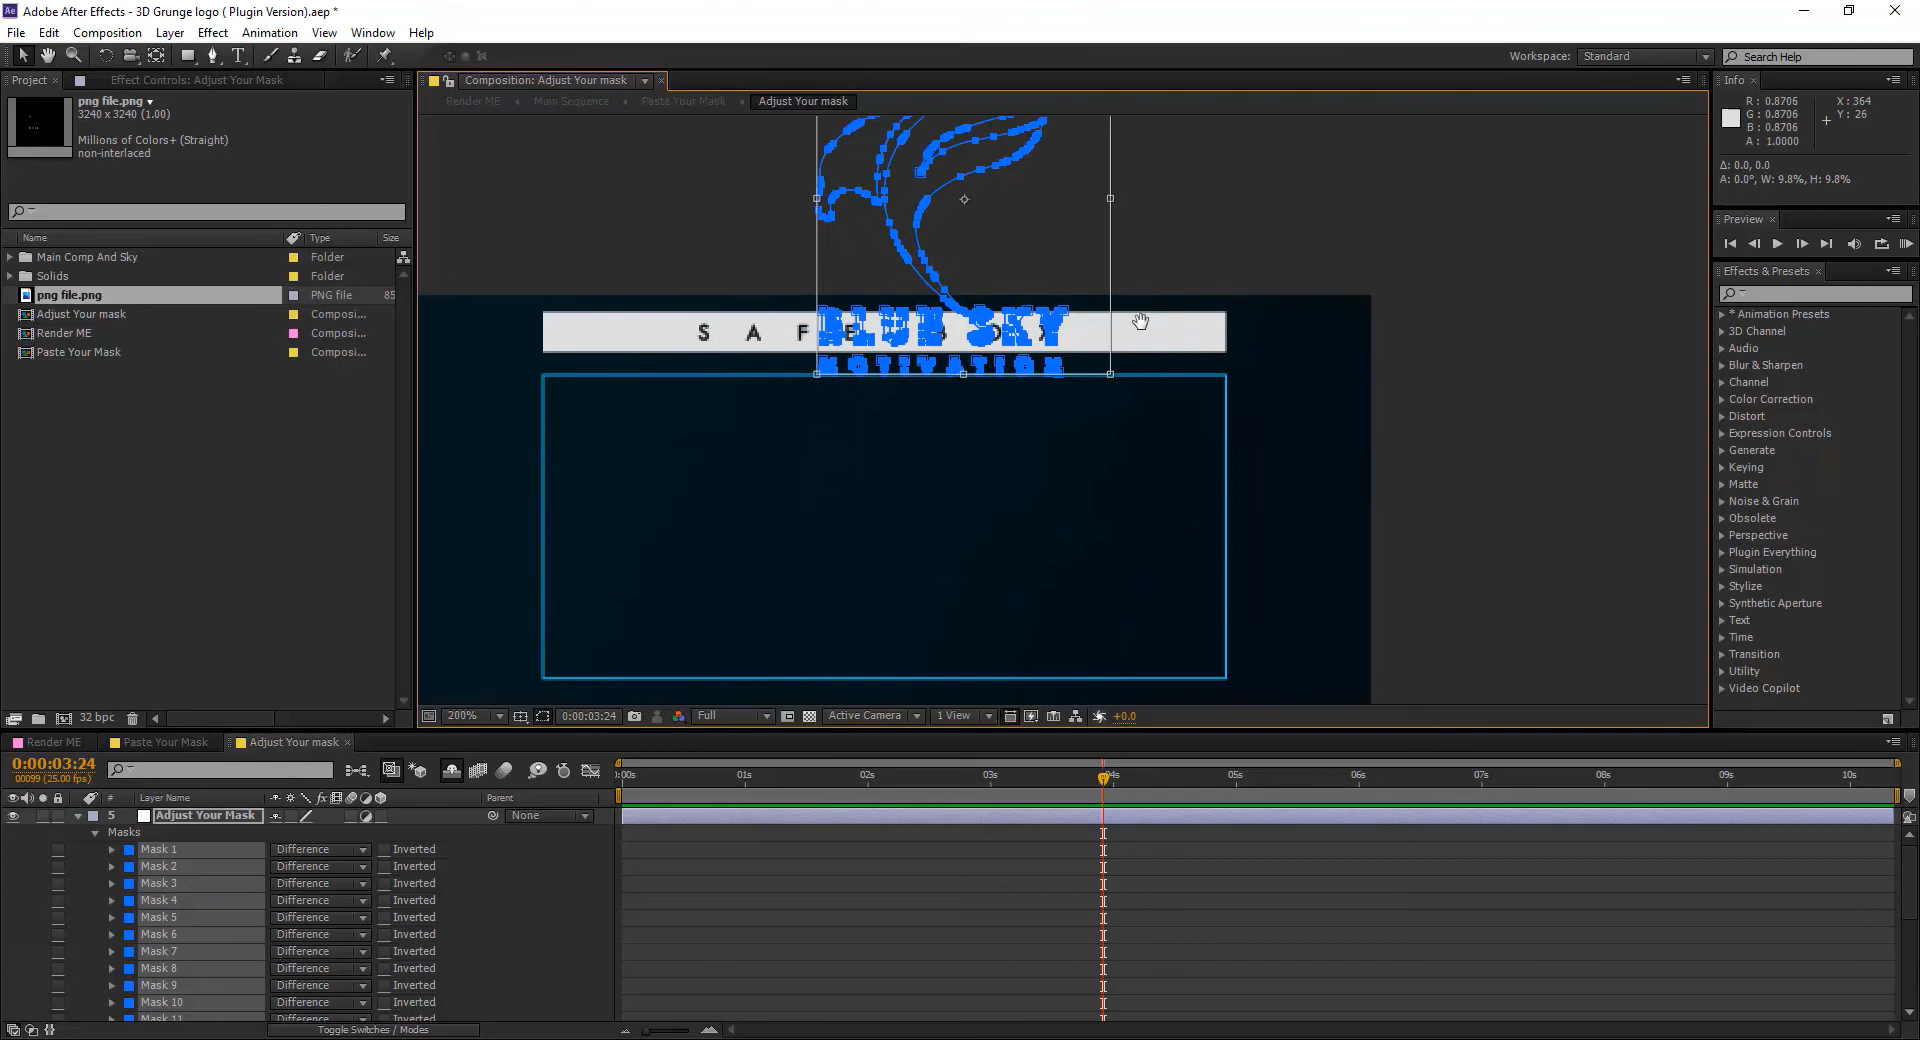 Adobe After Effects - 3D Grunge logo ( Plugin Version).aep *
File Edit Composition Layer Effect Animation View Window Help
Workspace: Standard Search Help
Project Effect Controls: Adjust Your Mask
png file.png
3240 x 3240 (1.00)
Millions of Colors+ (Straight)
non-interlaced
Name Type Size
Main Comp And Sky Folder
Solids Folder
png file.png PNG file 85
Adjust Your mask Composi...
Render ME Composi...
Paste Your Mask Composi...
32 bpc
Composition: Adjust Your mask
Render ME Main Sequence Paste Your Mask Adjust Your mask
BLUE SKY
MOTIVATION
200% 0:00:03:24 Full Active Camera 1 View +0.0
Info
R : 0.8706 X : 364
G : 0.8706 Y : 26
B : 0.8706
A : 1.0000
Δ: 0.0, 0.0
A: 0.0°, W: 9.8%, H: 9.8%
Preview
Effects & Presets
* Animation Presets
3D Channel
Audio
Blur & Sharpen
Channel
Color Correction
Distort
Expression Controls
Generate
Keying
Matte
Noise & Grain
Obsolete
Perspective
Plugin Everything
Simulation
Stylize
Synthetic Aperture
Text
Time
Transition
Utility
Video Copilot
Render ME Paste Your Mask Adjust Your mask
0:00:03:24
00099 (25.00 fps)
:00s 01s 02s 03s 04s 05s 06s 07s 08s 09s 10s
# Layer Name Parent
5 Adjust Your Mask None
Masks
Mask 1 Difference Inverted
Mask 2 Difference Inverted
Mask 3 Difference Inverted
Mask 4 Difference Inverted
Mask 5 Difference Inverted
Mask 6 Difference Inverted
Mask 7 Difference Inverted
Mask 8 Difference Inverted
Mask 9 Difference Inverted
Mask 10 Difference Inverted
Toggle Switches / Modes